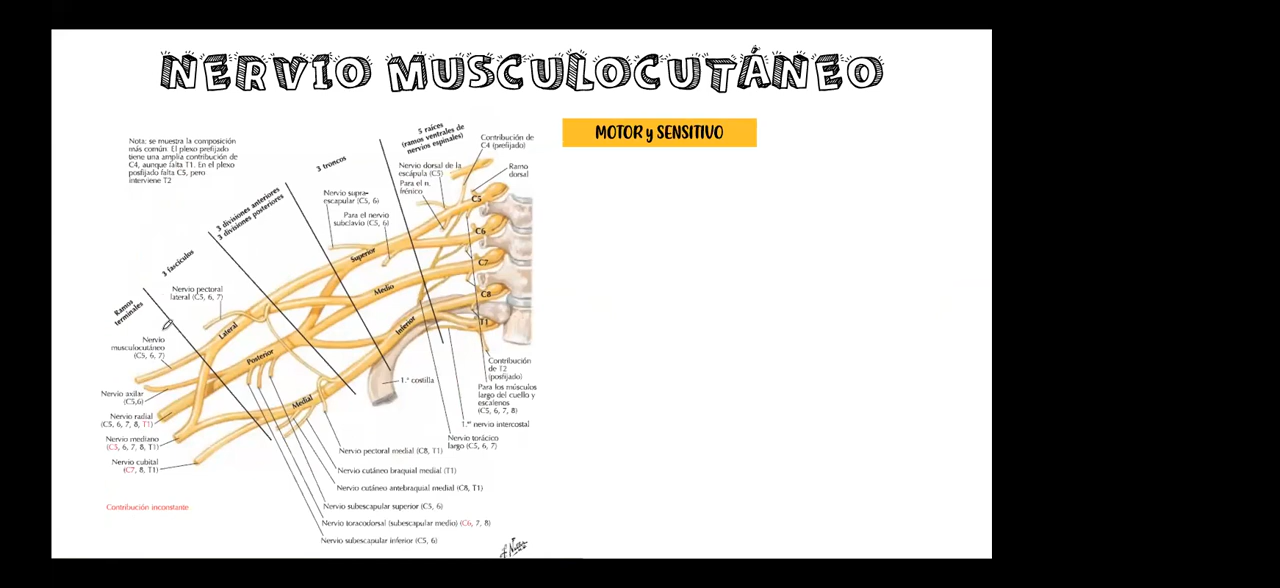 NERVIO MUSCULOCUTÁNEO
MOTOR y SENSITIVO
Nota: se muestra la composición
más común. El plexo prefijado
tiene una amplia contribución de
C4, aunque falta T1. En el plexo
posfijado falta C5, pero
interviene T2
5 raíces
(ramos ventrales de
nervios espinales)
Contribución de
C4 (prefijado)
Nervio dorsal de la
escápula (C5)
Ramo
dorsal
Para el n.
frénico
3 troncos
Nervio supra-
escapular (C5, 6)
Para el nervio
subclavio (C5, 6)
3 divisiones anteriores
3 divisiones posteriores
3 fascículos
Nervio pectoral
lateral (C5, 6, 7)
Ramos
terminales
C5
C6
C7
C8
T1
Superior
Medio
Inferior
Lateral
Posterior
Medial
Nervio
musculocutáneo
(C5, 6, 7)
Nervio axilar
(C5,6)
Nervio radial
(C5, 6, 7, 8, T1)
Nervio mediano
(C5, 6, 7, 8, T1)
Nervio cubital
(C7, 8, T1)
1.ª costilla
Contribución
de T2
(posfijado)
Para los músculos
largo del cuello y
escalenos
(C5, 6, 7, 8)
1.er nervio intercostal
Nervio torácico
largo (C5, 6, 7)
Nervio pectoral medial (C8, T1)
Nervio cutáneo braquial medial (T1)
Nervio cutáneo antebraquial medial (C8, T1)
Nervio subescapular superior (C5, 6)
Nervio toracodorsal (subescapular medio) (C6, 7, 8)
Nervio subescapular inferior (C5, 6)
Contribución inconstante